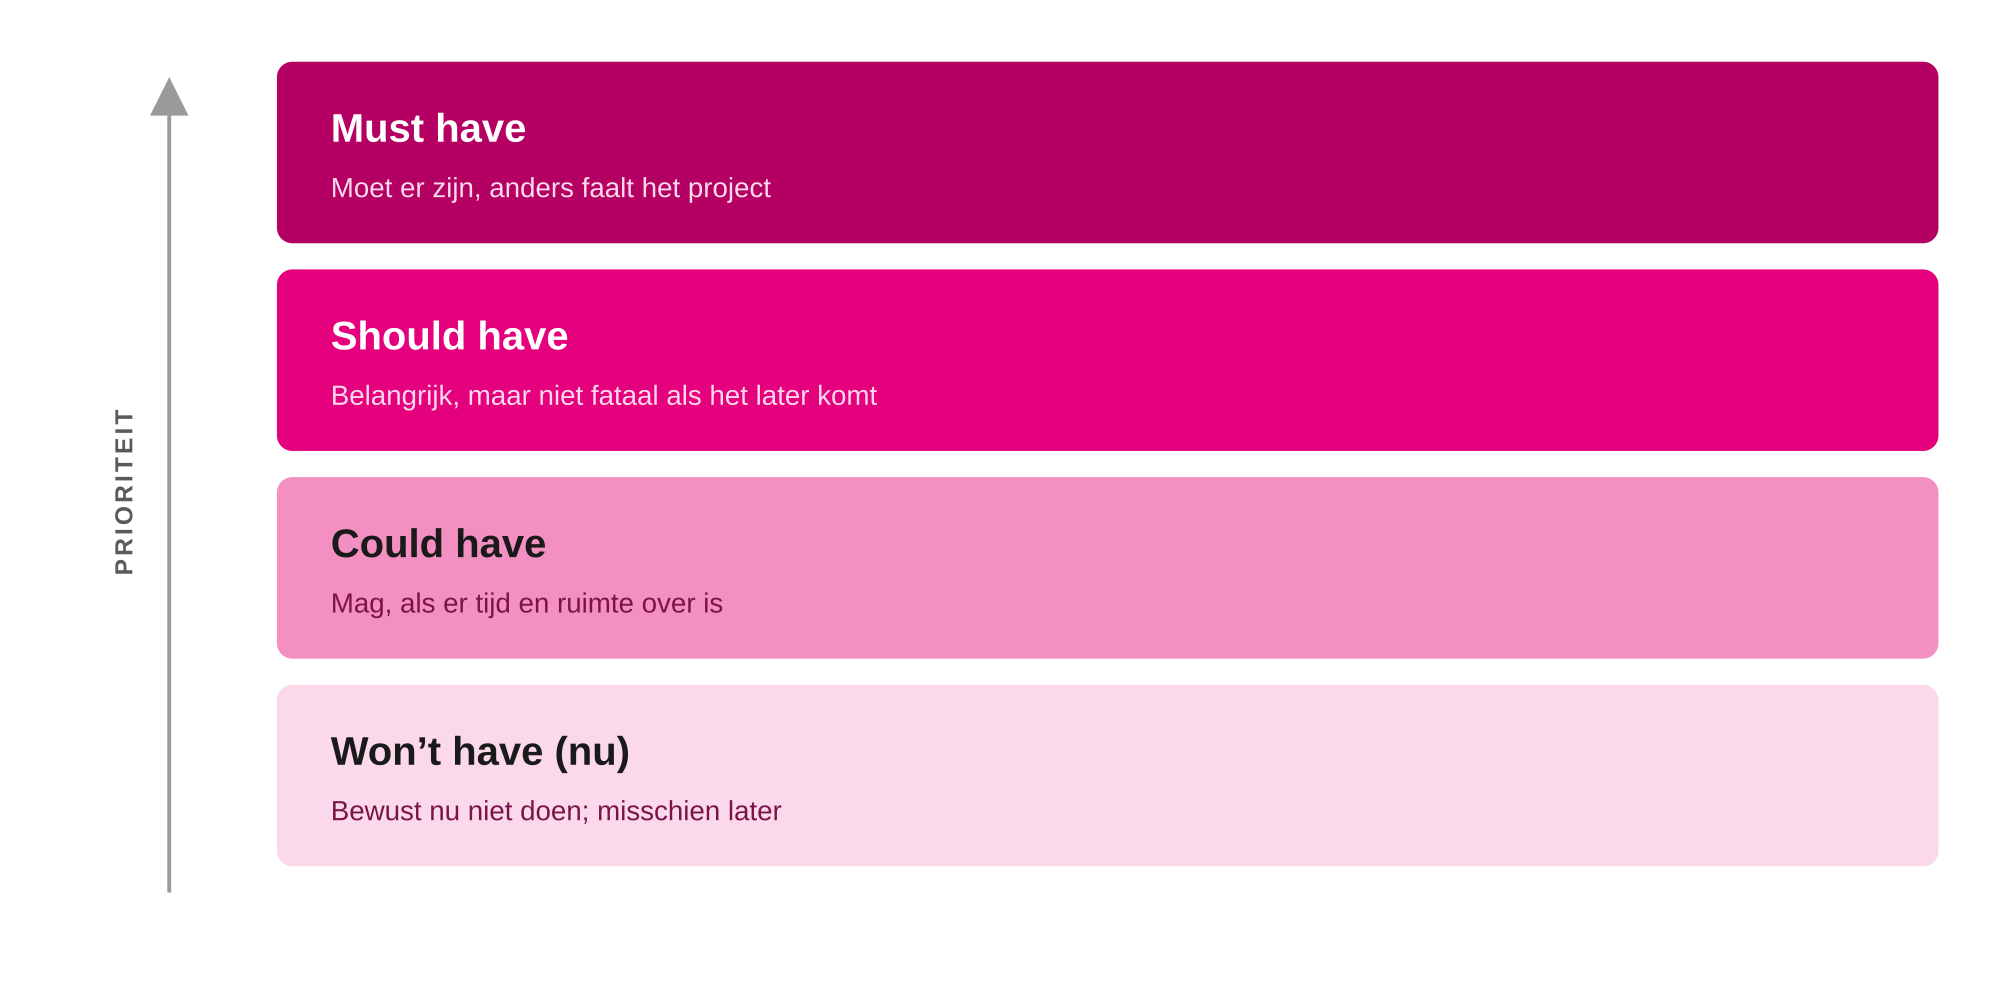 PRIORITEIT
Must have
Moet er zijn, anders faalt het project
Should have
Belangrijk, maar niet fataal als het later komt
Could have
Mag, als er tijd en ruimte over is
Won’t have (nu)
Bewust nu niet doen; misschien later